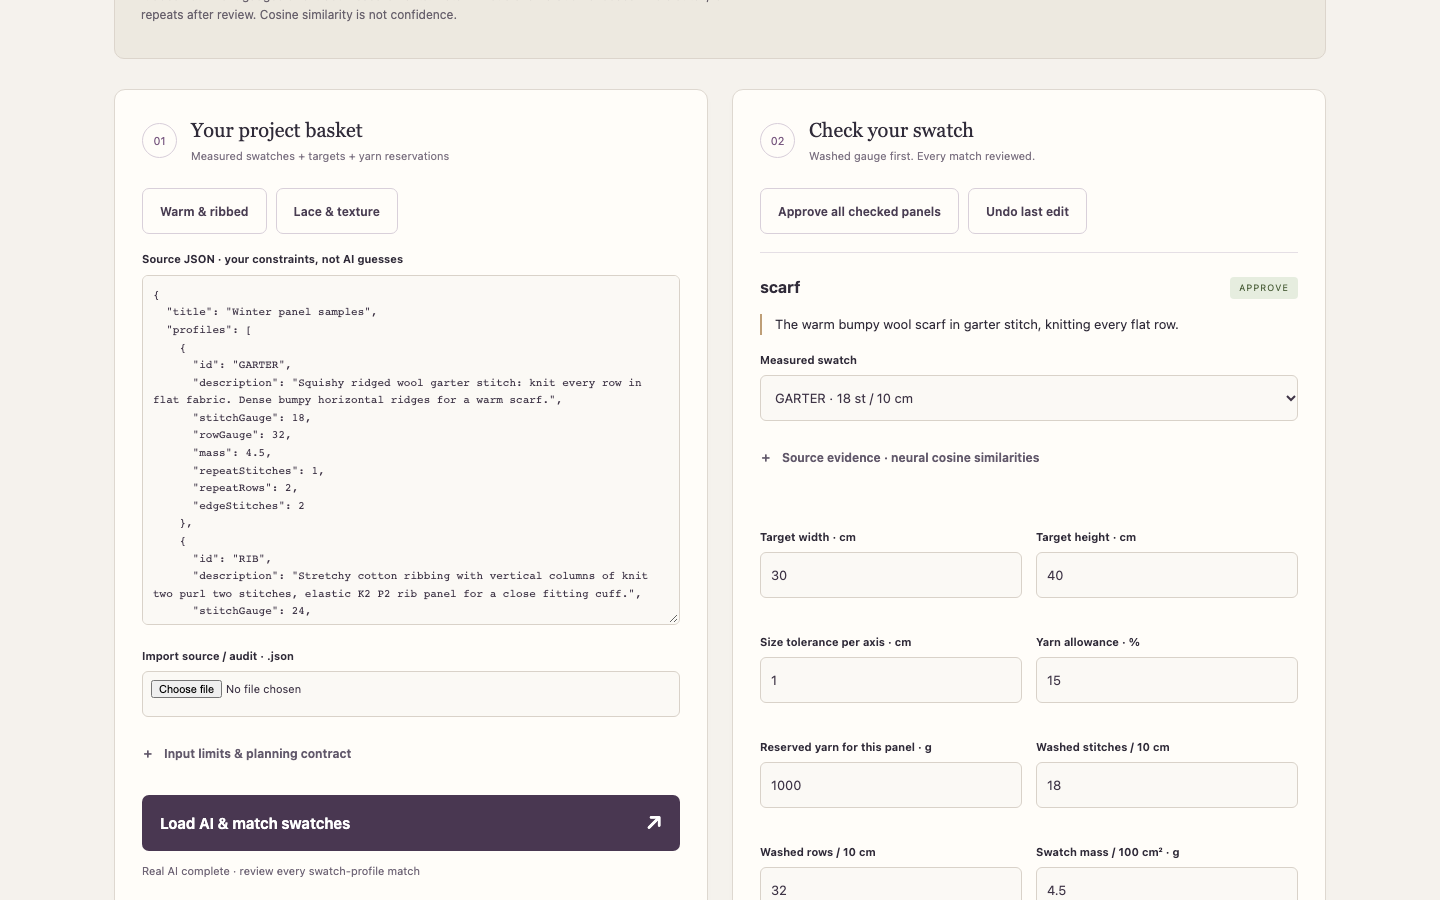 repeats after review. Cosine similarity is not confidence.
01
Your project basket
Measured swatches + targets + yarn reservations
Warm & ribbed
Lace & texture
Source JSON · your constraints, not AI guesses
{
  "title": "Winter panel samples",
  "profiles": [
    {
      "id": "GARTER",
      "description": "Squishy ridged wool garter stitch: knit every row in
flat fabric. Dense bumpy horizontal ridges for a warm scarf.",
      "stitchGauge": 18,
      "rowGauge": 32,
      "mass": 4.5,
      "repeatStitches": 1,
      "repeatRows": 2,
      "edgeStitches": 2
    },
    {
      "id": "RIB",
      "description": "Stretchy cotton ribbing with vertical columns of knit
two purl two stitches, elastic K2 P2 rib panel for a close fitting cuff.",
      "stitchGauge": 24,
Import source / audit · .json
Choose file No file chosen
+ Input limits & planning contract
Load AI & match swatches
Real AI complete · review every swatch-profile match
02
Check your swatch
Washed gauge first. Every match reviewed.
Approve all checked panels
Undo last edit
scarf
APPROVE
The warm bumpy wool scarf in garter stitch, knitting every flat row.
Measured swatch
GARTER · 18 st / 10 cm
+ Source evidence · neural cosine similarities
Target width · cm
Target height · cm
30
40
Size tolerance per axis · cm
Yarn allowance · %
1
15
Reserved yarn for this panel · g
Washed stitches / 10 cm
1000
18
Washed rows / 10 cm
Swatch mass / 100 cm² · g
32
4.5